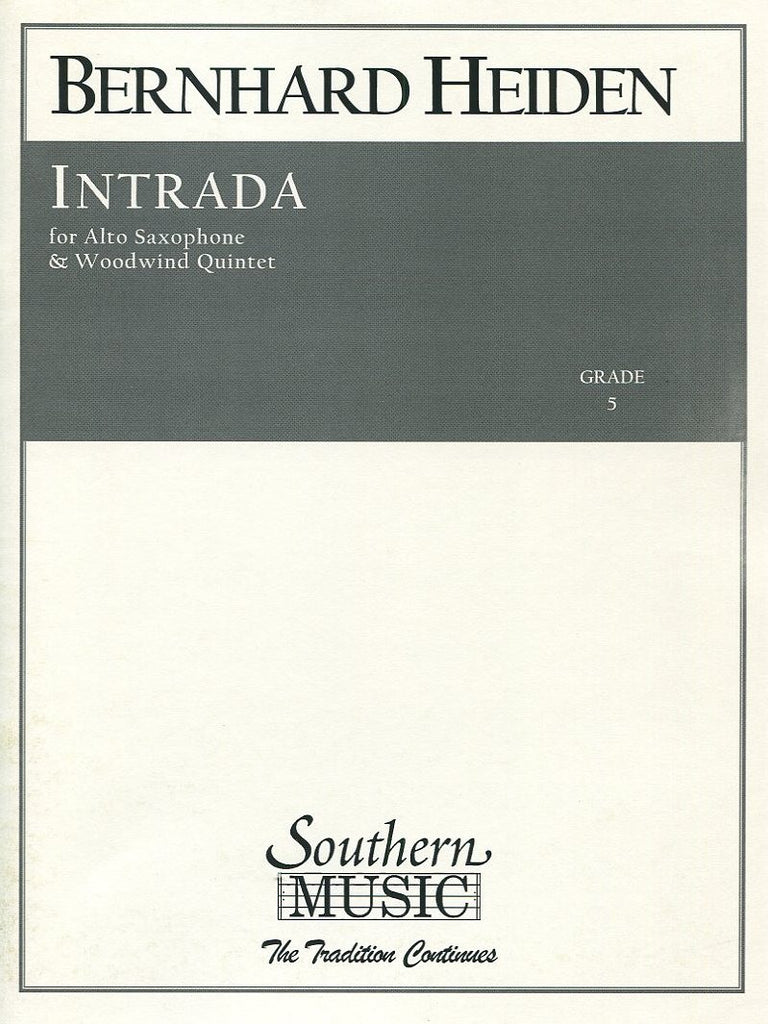 BERNHARD HEIDEN
INTRADA
for Alto Saxophone
& Woodwind Quintet
GRADE
5
Southern
MUSIC
The Tradition Continues